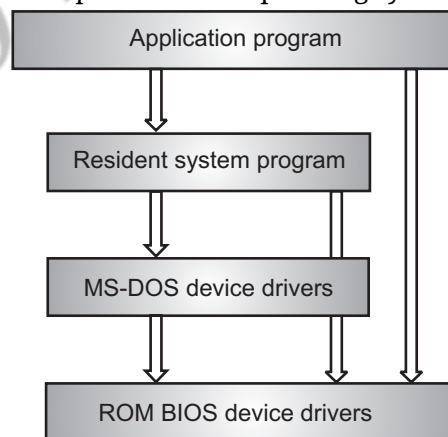 Application program
Resident system program
MS-DOS device drivers
ROM BIOS device drivers